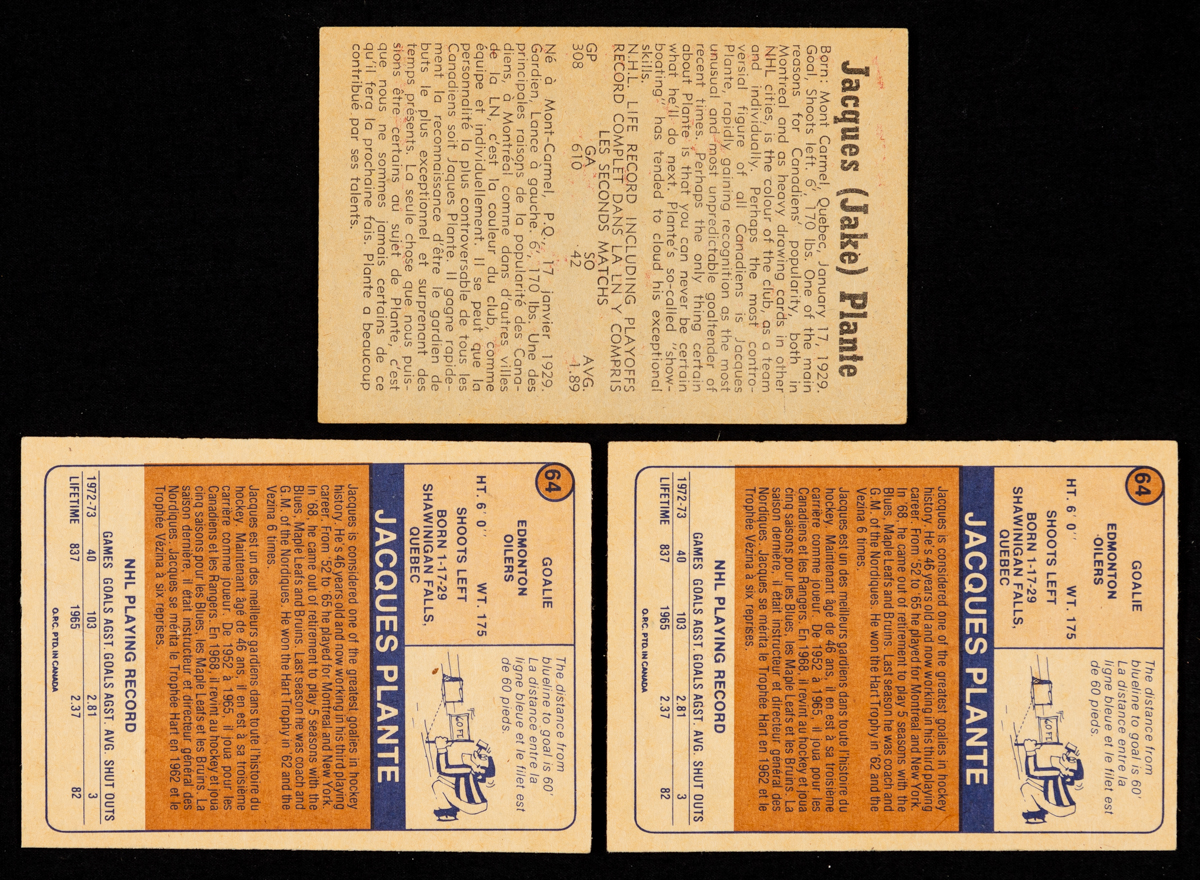 Jacques (Jake) Plante
Born: Mont Carmel, Quebec, January 17, 1929.
Goal, Shoots left. 6', 170 lbs. One of the main
reasons for Canadiens' popularity, both in
Montreal and as heavy drawing cards in other
NHL cities, is the colour of the club, as a team
and individually. Perhaps the most contro-
versial figure of all Canadiens is Jacques
Plante, rapidly gaining recognition as the most
unusual and most unpredictable goaltender of
recent times. Perhaps the only thing certain
about Plante is that you can never be certain
what he'll do next. Plante's so-called "show-
boating" has tended to cloud his exceptional
skills.
N.H.L. LIFE RECORD INCLUDING PLAYOFFS
RECORD COMPLET DANS LA LN Y COMPRIS
LES SECONDS MATCHS
GP GA SO AVG.
308 610 42 1.89
Né à Mont-Carmel, P.Q., 17 janvier 1929.
Gardien, Lance à gauche. 6', 170 lbs. Une des
principales raisons de la popularité des Cana-
diens, à Montréal comme dans d'autres villes
de la LN, c'est la couleur du club, comme
équipe et individuellement. Il se peut que la
personnalité la plus controversable de tous les
Canadiens soit Jaques Plante. Il gagne rapide-
ment la reconnaissance d'être le gardien de
buts le plus exceptionnel et surprenant des
temps présents. La seule chose que nous puis-
sions être certains au sujet de Plante, c'est
que nous ne sommes jamais certains de ce
qu'il fera la prochaine fais. Plante a beaucoup
contribué par ses talents.
64
GOALIE
EDMONTON
OILERS
HT. 6' 0" WT. 175
SHOOTS LEFT
BORN 1-17-29
SHAWINIGAN FALLS,
QUEBEC
The distance from
blueline to goal is 60'
La distance entre la
ligne bleue et le filet est
de 60 pieds.
JACQUES PLANTE
Jacques is considered one of the greatest goalies in hockey
history. He's 46 years old and now working in his third playing
career. From '52 to '65 he played for Montreal and New York.
In '68, he came out of retirement to play 5 seasons with the
Blues, Maple Leafs and Bruins. Last season he was coach and
G.M. of the Nordiques. He won the Hart Trophy in '62 and the
Vezina 6 times.
Jacques est un des meilleurs gardiens dans toute l'histoire du
hockey. Maintenant âgé de 46 ans, il en est à sa troisième
carrière comme joueur. De 1952 à 1965, il joua pour les
Canadiens et les Rangers. En 1968, il revint au hockey et joua
cinq saisons pour les Blues, les Maple Leafs et les Bruins. La
saison dernière, il était instructeur et directeur général des
Nordiques. Jacques se mérita le Trophée Hart en 1962 et le
Trophée Vézina à six reprises.
NHL PLAYING RECORD
GAMES GOALS AGST. GOALS AGST. AVG. SHUT OUTS
1972-73 40 103 2.81 3
LIFETIME 837 1965 2.37 82
O.P.C. PTD. IN CANADA
64
GOALIE
EDMONTON
OILERS
HT. 6' 0" WT. 175
SHOOTS LEFT
BORN 1-17-29
SHAWINIGAN FALLS,
QUEBEC
The distance from
blueline to goal is 60'
La distance entre la
ligne bleue et le filet est
de 60 pieds.
JACQUES PLANTE
Jacques is considered one of the greatest goalies in hockey
history. He's 46 years old and now working in his third playing
career. From '52 to '65 he played for Montreal and New York.
In '68, he came out of retirement to play 5 seasons with the
Blues, Maple Leafs and Bruins. Last season he was coach and
G.M. of the Nordiques. He won the Hart Trophy in '62 and the
Vezina 6 times.
Jacques est un des meilleurs gardiens dans toute l'histoire du
hockey. Maintenant âgé de 46 ans, il en est à sa troisième
carrière comme joueur. De 1952 à 1965, il joua pour les
Canadiens et les Rangers. En 1968, il revint au hockey et joua
cinq saisons pour les Blues, les Maple Leafs et les Bruins. La
saison dernière, il était instructeur et directeur général des
Nordiques. Jacques se mérita le Trophée Hart en 1962 et le
Trophée Vézina à six reprises.
NHL PLAYING RECORD
GAMES GOALS AGST. GOALS AGST. AVG. SHUT OUTS
1972-73 40 103 2.81 3
LIFETIME 837 1965 2.37 82
O.P.C. PTD. IN CANADA